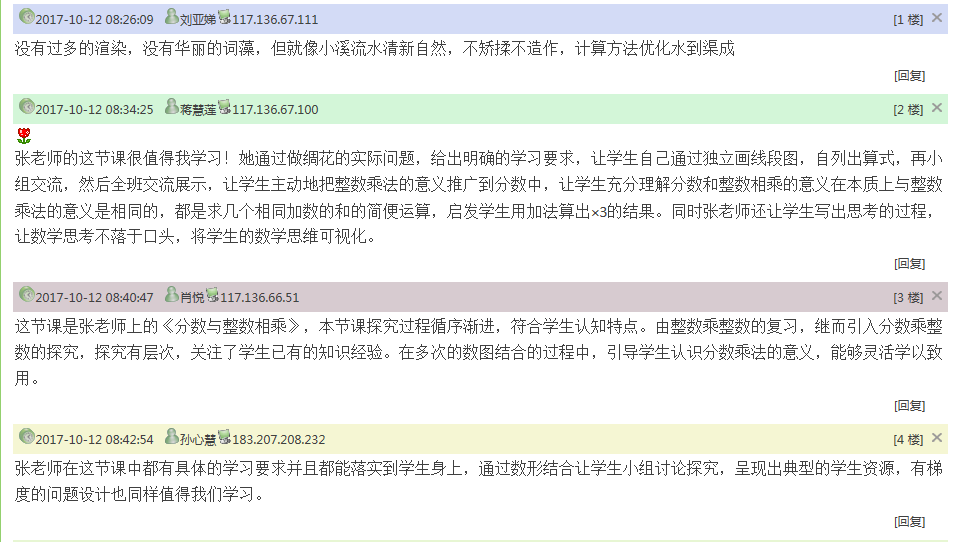 2017-10-12 08:26:09 刘亚娣 117.136.67.111 [1 楼] ×
没有过多的渲染，没有华丽的词藻，但就像小溪流水清新自然，不矫揉不造作，计算方法优化水到渠成
[回复]
2017-10-12 08:34:25 蒋慧莲 117.136.67.100 [2 楼] ×
张老师的这节课很值得我学习！她通过做绸花的实际问题，给出明确的学习要求，让学生自己通过独立画线段图，自列出算式，再小
组交流，然后全班交流展示，让学生主动地把整数乘法的意义推广到分数中，让学生充分理解分数和整数相乘的意义在本质上与整数
乘法的意义是相同的，都是求几个相同加数的和的简便运算，启发学生用加法算出×3的结果。同时张老师还让学生写出思考的过程，
让数学思考不落于口头，将学生的数学思维可视化。
[回复]
2017-10-12 08:40:47 肖悦 117.136.66.51 [3 楼] ×
这节课是张老师上的《分数与整数相乘》，本节课探究过程循序渐进，符合学生认知特点。由整数乘整数的复习，继而引入分数乘整
数的探究，探究有层次，关注了学生已有的知识经验。在多次的数图结合的过程中，引导学生认识分数乘法的意义，能够灵活学以致
用。
[回复]
2017-10-12 08:42:54 孙心慧 183.207.208.232 [4 楼] ×
张老师在这节课中都有具体的学习要求并且都能落实到学生身上，通过数形结合让学生小组讨论探究，呈现出典型的学生资源，有梯
度的问题设计也同样值得我们学习。
[回复]